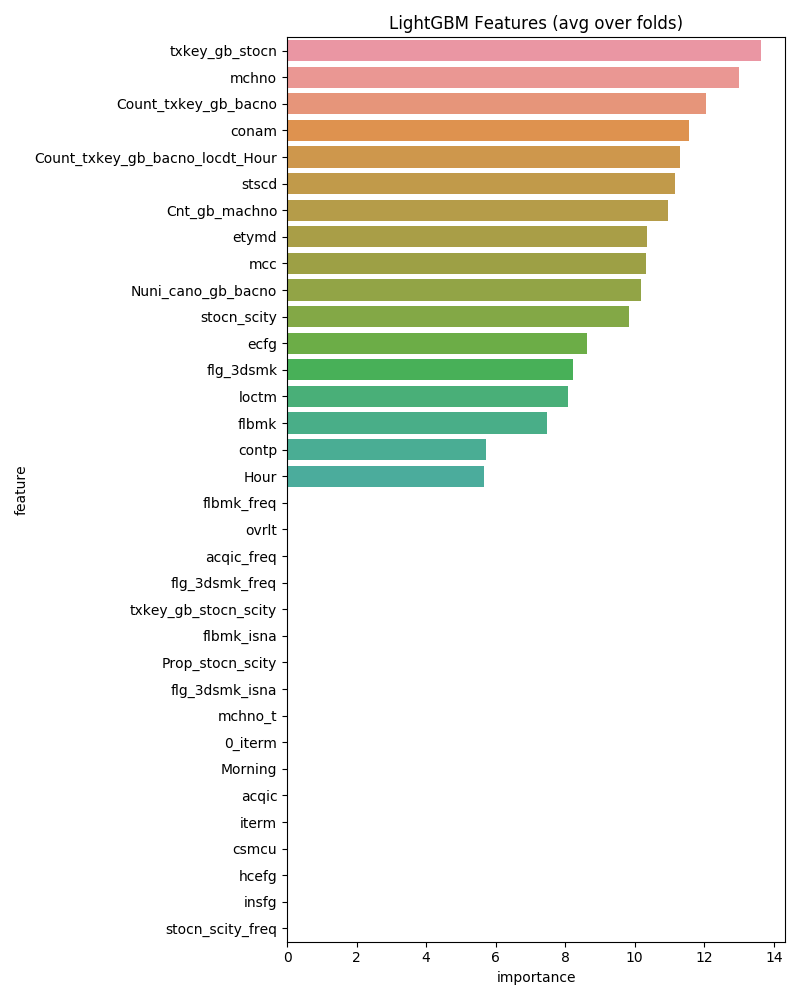 LightGBM Features (avg over folds)
txkey_gb_stocn
mchno
Count_txkey_gb_bacno
conam
Count_txkey_gb_bacno_locdt_Hour
stscd
Cnt_gb_machno
etymd
mcc
Nuni_cano_gb_bacno
stocn_scity
ecfg
flg_3dsmk
loctm
flbmk
contp
Hour
flbmk_freq
ovrlt
acqic_freq
flg_3dsmk_freq
txkey_gb_stocn_scity
flbmk_isna
Prop_stocn_scity
flg_3dsmk_isna
mchno_t
0_iterm
Morning
acqic
iterm
csmcu
hcefg
insfg
stocn_scity_freq
feature
0 2 4 6 8 10 12 14
importance